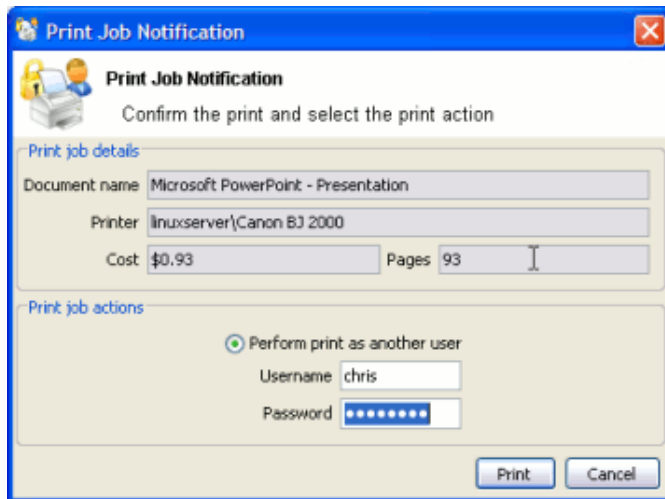 Print Job Notification
Print Job Notification
Confirm the print and select the print action
Print job details
Document name Microsoft PowerPoint - Presentation
Printer linuxserver\Canon BJ 2000
Cost $0.93 Pages 93
Print job actions
Perform print as another user
Username chris
Password ••••••••
Print Cancel